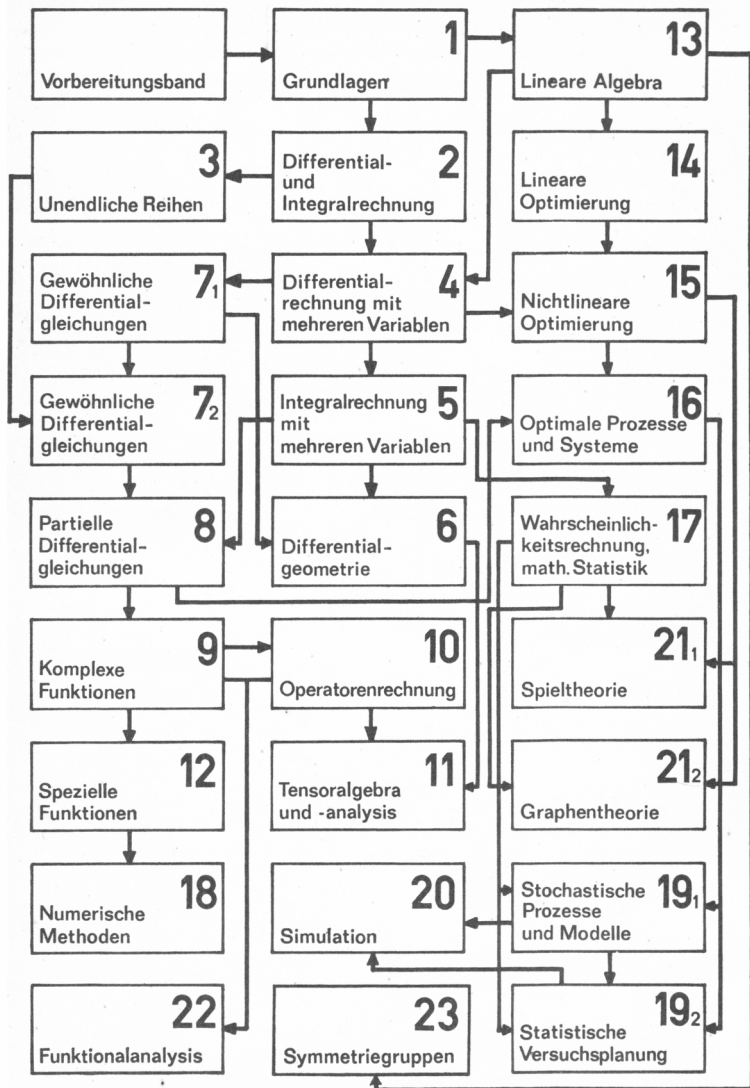 Vorbereitungsband
1
Grundlagen
13
Lineare Algebra
3
Unendliche Reihen
2
Differential-
und
Integralrechnung
14
Lineare
Optimierung
7₁
Gewöhnliche
Differential-
gleichungen
4
Differential-
rechnung mit
mehreren Variablen
15
Nichtlineare
Optimierung
7₂
Gewöhnliche
Differential-
gleichungen
5
Integralrechnung
mit
mehreren Variablen
16
Optimale Prozesse
und Systeme
8
Partielle
Differential-
gleichungen
6
Differential-
geometrie
17
Wahrscheinlich-
keitsrechnung,
math. Statistik
9
Komplexe
Funktionen
10
Operatorenrechnung
21₁
Spieltheorie
12
Spezielle
Funktionen
11
Tensoralgebra
und -analysis
21₂
Graphentheorie
18
Numerische
Methoden
20
Simulation
19₁
Stochastische
Prozesse
und Modelle
22
Funktionalanalysis
23
Symmetriegruppen
19₂
Statistische
Versuchsplanung